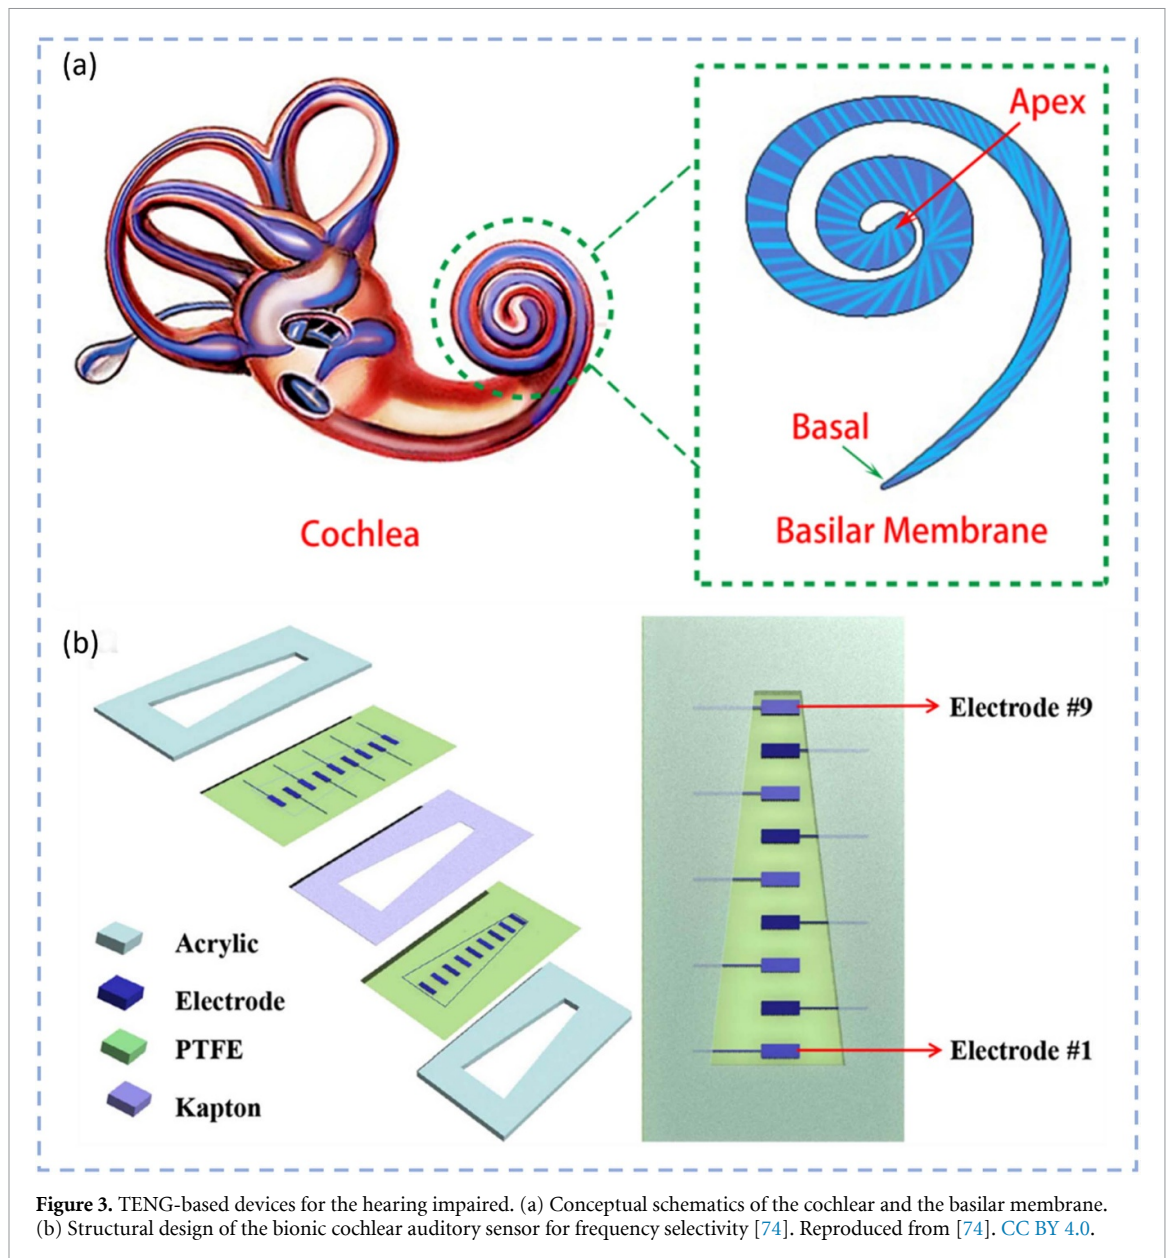 (a)
Apex
Basal
Cochlea
Basilar Membrane
(b)
Electrode #9
Acrylic
Electrode
PTFE
Kapton
Electrode #1
Figure 3. TENG-based devices for the hearing impaired. (a) Conceptual schematics of the cochlear and the basilar membrane.
(b) Structural design of the bionic cochlear auditory sensor for frequency selectivity [74]. Reproduced from [74]. CC BY 4.0.